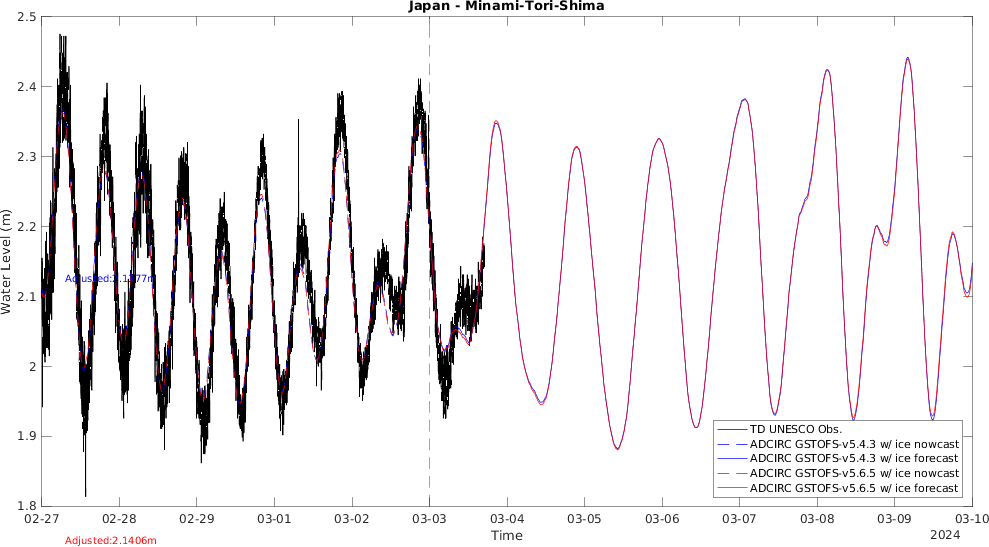 Japan - Minami-Tori-Shima
Water Level (m)
2.5
2.4
2.3
2.2
2.1
2
1.9
1.8
TD UNESCO Obs.
ADCIRC GSTOFS-v5.4.3 w/ ice nowcast
ADCIRC GSTOFS-v5.4.3 w/ ice forecast
ADCIRC GSTOFS-v5.6.5 w/ ice nowcast
ADCIRC GSTOFS-v5.6.5 w/ ice forecast
02-27 02-28 02-29 03-01 03-02 03-03 03-04 03-05 03-06 03-07 03-08 03-09 03-10
Time
2024
Adjusted:2.1406m